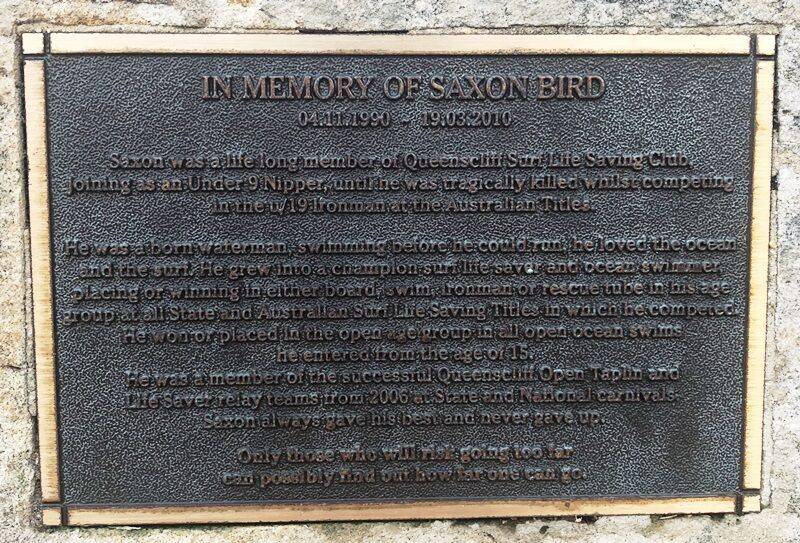 IN MEMORY OF SAXON BIRD
04.11.1990 ~ 19.03.2010
Saxon was a life long member of Queenscliff Surf Life Saving Club.
Joining as an Under 9 Nipper, until he was tragically killed whilst competing
in the u/19 Ironman at the Australian Titles.
He was a born waterman, swimming before he could run, he loved the ocean
and the surf. He grew into a champion surf life saver and ocean swimmer,
placing or winning in either board, swim, ironman or rescue tube in his age
group at all State and Australian Surf Life Saving Titles in which he competed.
He won or placed in the open age group in all open ocean swims
he entered from the age of 15.
He was a member of the successful Queenscliff Open Taplin and
Life Saver relay teams from 2006 at State and National carnivals.
Saxon always gave his best and never gave up.
Only those who will risk going too far
can possibly find out how far one can go.